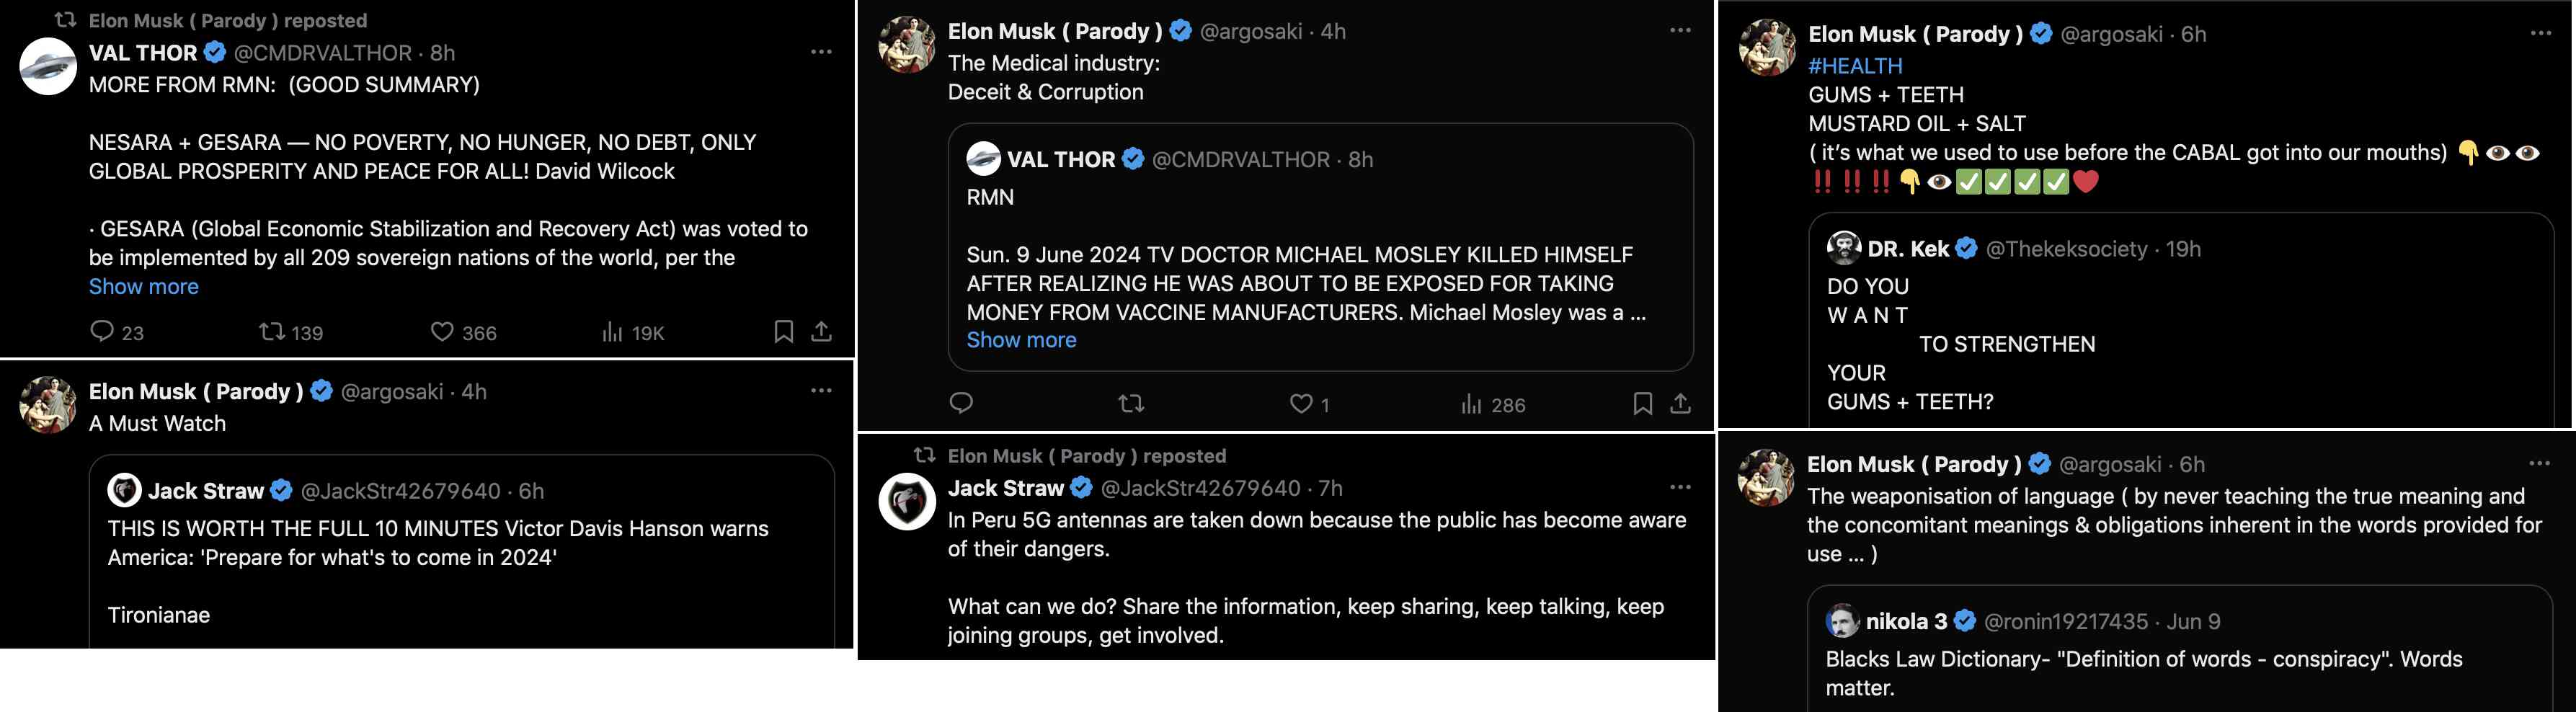 Elon Musk ( Parody ) reposted
VAL THOR @CMDRVALTHOR · 8h
MORE FROM RMN: (GOOD SUMMARY)
NESARA + GESARA — NO POVERTY, NO HUNGER, NO DEBT, ONLY
GLOBAL PROSPERITY AND PEACE FOR ALL! David Wilcock
· GESARA (Global Economic Stabilization and Recovery Act) was voted to
be implemented by all 209 sovereign nations of the world, per the
Show more
23 139 366 19K
Elon Musk ( Parody ) @argosaki · 4h
A Must Watch
Jack Straw @JackStr42679640 · 6h
THIS IS WORTH THE FULL 10 MINUTES Victor Davis Hanson warns
America: 'Prepare for what's to come in 2024'
Tironianae
Elon Musk ( Parody ) @argosaki · 4h
The Medical industry:
Deceit & Corruption
VAL THOR @CMDRVALTHOR · 8h
RMN
Sun. 9 June 2024 TV DOCTOR MICHAEL MOSLEY KILLED HIMSELF
AFTER REALIZING HE WAS ABOUT TO BE EXPOSED FOR TAKING
MONEY FROM VACCINE MANUFACTURERS. Michael Mosley was a ...
Show more
1 286
Elon Musk ( Parody ) reposted
Jack Straw @JackStr42679640 · 7h
In Peru 5G antennas are taken down because the public has become aware
of their dangers.
What can we do? Share the information, keep sharing, keep talking, keep
joining groups, get involved.
Elon Musk ( Parody ) @argosaki · 6h
#HEALTH
GUMS + TEETH
MUSTARD OIL + SALT
( it’s what we used to use before the CABAL got into our mouths) 👇👁👁
‼️ ‼️ ‼️👇👁✅✅✅✅❤️
DR. Kek @Thekeksociety · 19h
DO YOU
W A N T
TO STRENGTHEN
YOUR
GUMS + TEETH?
Elon Musk ( Parody ) @argosaki · 6h
The weaponisation of language ( by never teaching the true meaning and
the concomitant meanings & obligations inherent in the words provided for
use ... )
nikola 3 @ronin19217435 · Jun 9
Blacks Law Dictionary- "Definition of words - conspiracy". Words
matter.